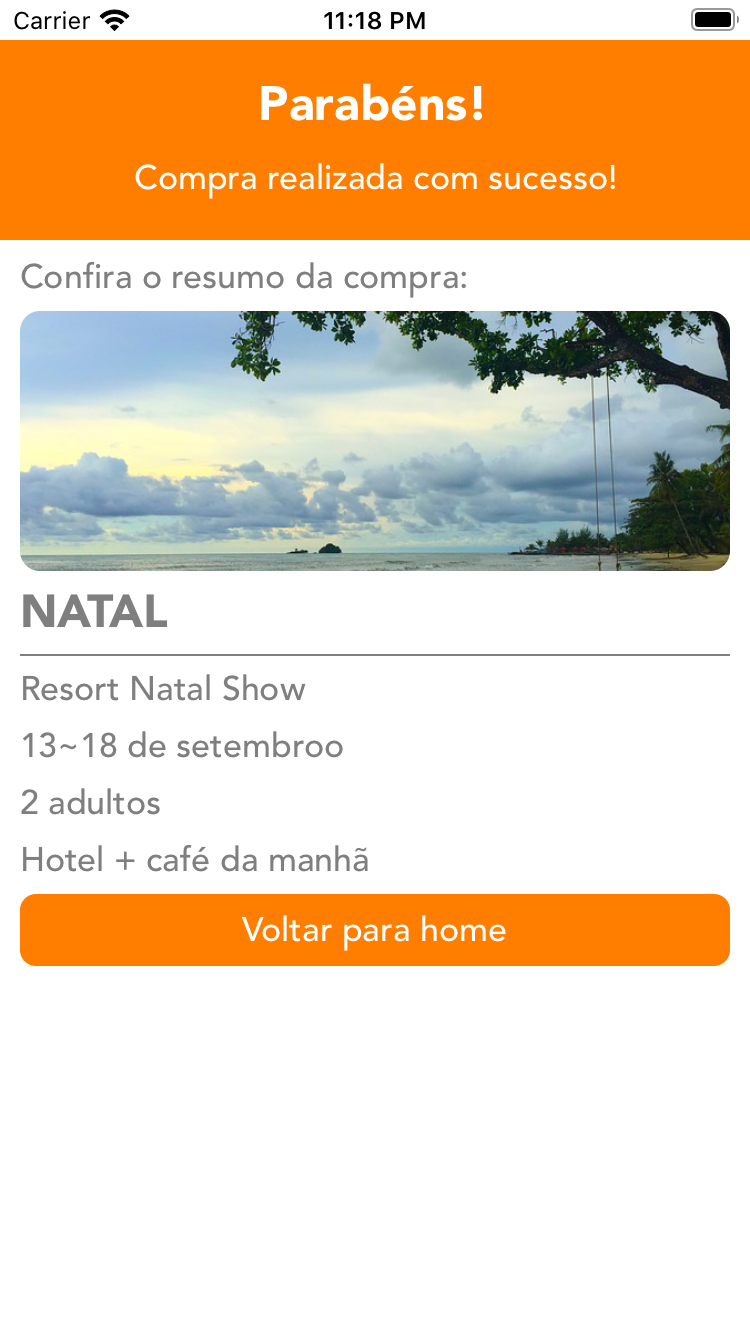 Carrier 11:18 PM
Parabéns!
Compra realizada com sucesso!
Confira o resumo da compra:
NATAL
Resort Natal Show
13~18 de setembroo
2 adultos
Hotel + café da manhã
Voltar para home